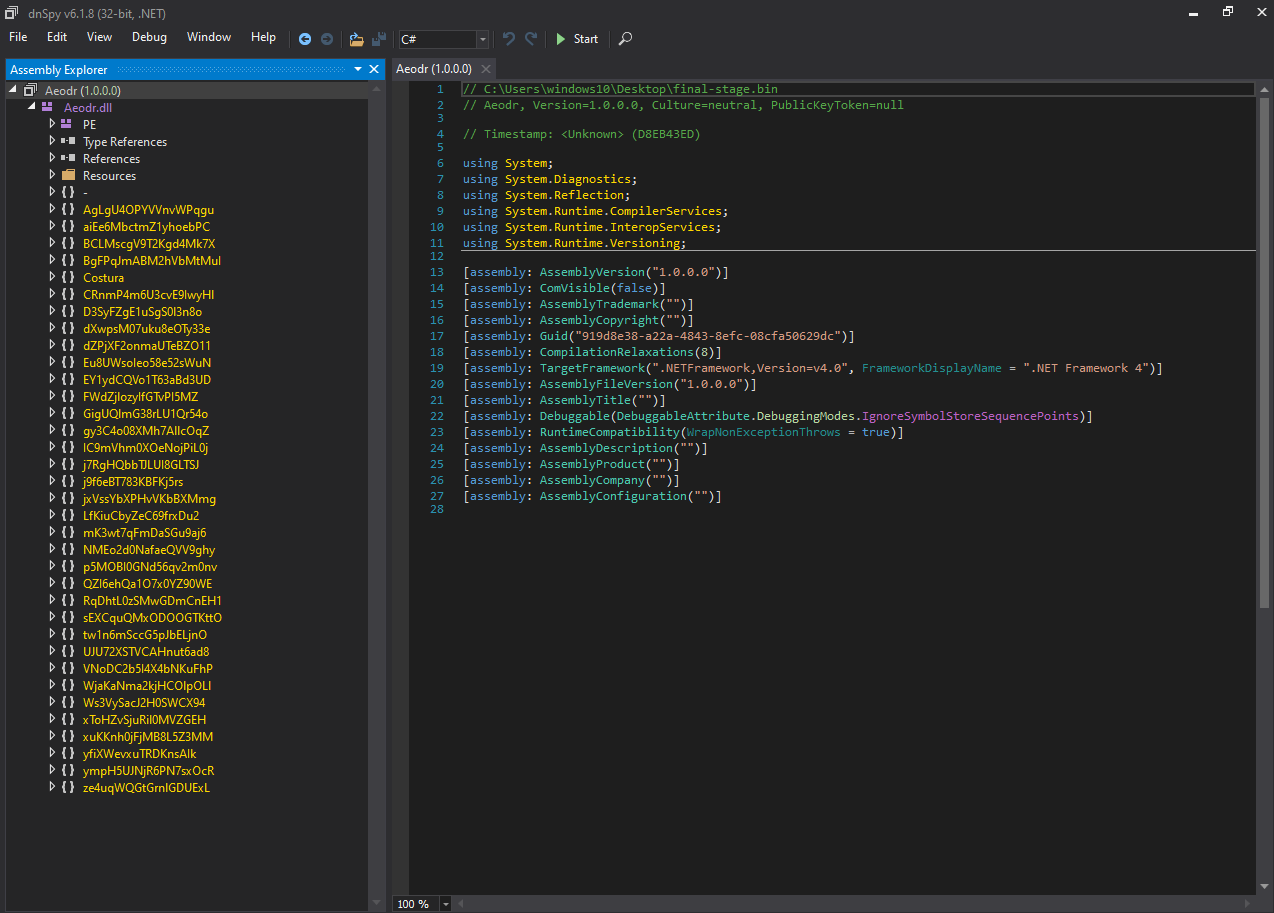 dnSpy v6.1.8 (32-bit, .NET)
File Edit View Debug Window Help C# Start
Assembly Explorer
Aeodr (1.0.0.0)
Aeodr.dll
PE
Type References
References
Resources
-
AgLgU4OPYVVnvWPqgu
aiEe6MbctmZ1yhoebPC
BCLMscgV9T2Kgd4Mk7X
BgFPqJmABM2hVbMtMul
Costura
CRnmP4m6U3cvE9lwyHl
D3SyFZgE1uSgS0l3n8o
dXwpsM07uku8eOTy33e
dZPjXF2onmaUTeBZO11
Eu8UWsoleo58e52sWuN
EY1ydCQVo1T63aBd3UD
FWdZjlozylfGTvPl5MZ
GigUQlmG38rLU1Qr54o
gy3C4o08XMh7AllcOqZ
IC9mVhm0XOeNojPiL0j
j7RgHQbbTJLUl8GLTSJ
j9f6eBT783KBFKj5rs
jxVssYbXPHvVKbBXMmg
LfKiuCbyZeC69frxDu2
mK3wt7qFmDaSGu9aj6
NMEo2d0NafaeQVV9ghy
p5MOBl0GNd56qv2m0nv
QZl6ehQa1O7x0YZ90WE
RqDhtL0zSMwGDmCnEH1
sEXCquQMxODOOGTKttO
tw1n6mSccG5pJbELjnO
UJU72XSTVCAHnut6ad8
VNoDC2b5l4X4bNKuFhP
WjaKaNma2kjHCOlpOLl
Ws3VySacJ2H0SWCX94
xToHZvSjuRil0MVZGEH
xuKKnh0jFjMB8L5Z3MM
yfiXWevxuTRDKnsAlk
ympH5UJNjR6PN7sxOcR
ze4uqWQGtGrnlGDUExL
Aeodr (1.0.0.0)
1 // C:\Users\windows10\Desktop\final-stage.bin
2 // Aeodr, Version=1.0.0.0, Culture=neutral, PublicKeyToken=null
3
4 // Timestamp: <Unknown> (D8EB43ED)
5
6 using System;
7 using System.Diagnostics;
8 using System.Reflection;
9 using System.Runtime.CompilerServices;
10 using System.Runtime.InteropServices;
11 using System.Runtime.Versioning;
12
13 [assembly: AssemblyVersion("1.0.0.0")]
14 [assembly: ComVisible(false)]
15 [assembly: AssemblyTrademark("")]
16 [assembly: AssemblyCopyright("")]
17 [assembly: Guid("919d8e38-a22a-4843-8efc-08cfa50629dc")]
18 [assembly: CompilationRelaxations(8)]
19 [assembly: TargetFramework(".NETFramework,Version=v4.0", FrameworkDisplayName = ".NET Framework 4")]
20 [assembly: AssemblyFileVersion("1.0.0.0")]
21 [assembly: AssemblyTitle("")]
22 [assembly: Debuggable(DebuggableAttribute.DebuggingModes.IgnoreSymbolStoreSequencePoints)]
23 [assembly: RuntimeCompatibility(WrapNonExceptionThrows = true)]
24 [assembly: AssemblyDescription("")]
25 [assembly: AssemblyProduct("")]
26 [assembly: AssemblyCompany("")]
27 [assembly: AssemblyConfiguration("")]
28
100 %